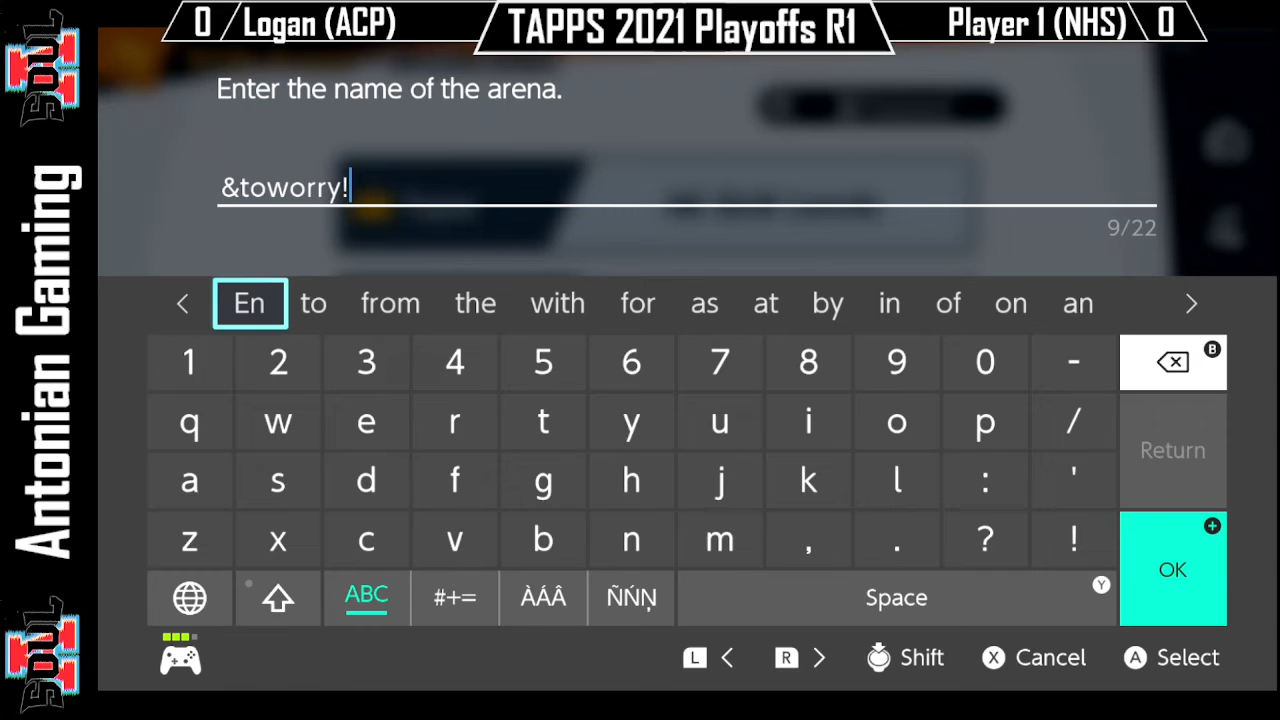 0 Logan (ACP) TAPPS 2021 Playoffs R1 Player 1 (NHS) 0
Enter the name of the arena.
&toworry!
9/22
< En to from the with for as at by in of on an >
1 2 3 4 5 6 7 8 9 0 - B
q w e r t y u i o p /
Return
a s d f g h j k l : '
z x c v b n m , . ? !
OK
ABC #+= ÀÁÂ ÑŃŅ Space Y
L < R > Shift X Cancel A Select
Antonian Gaming